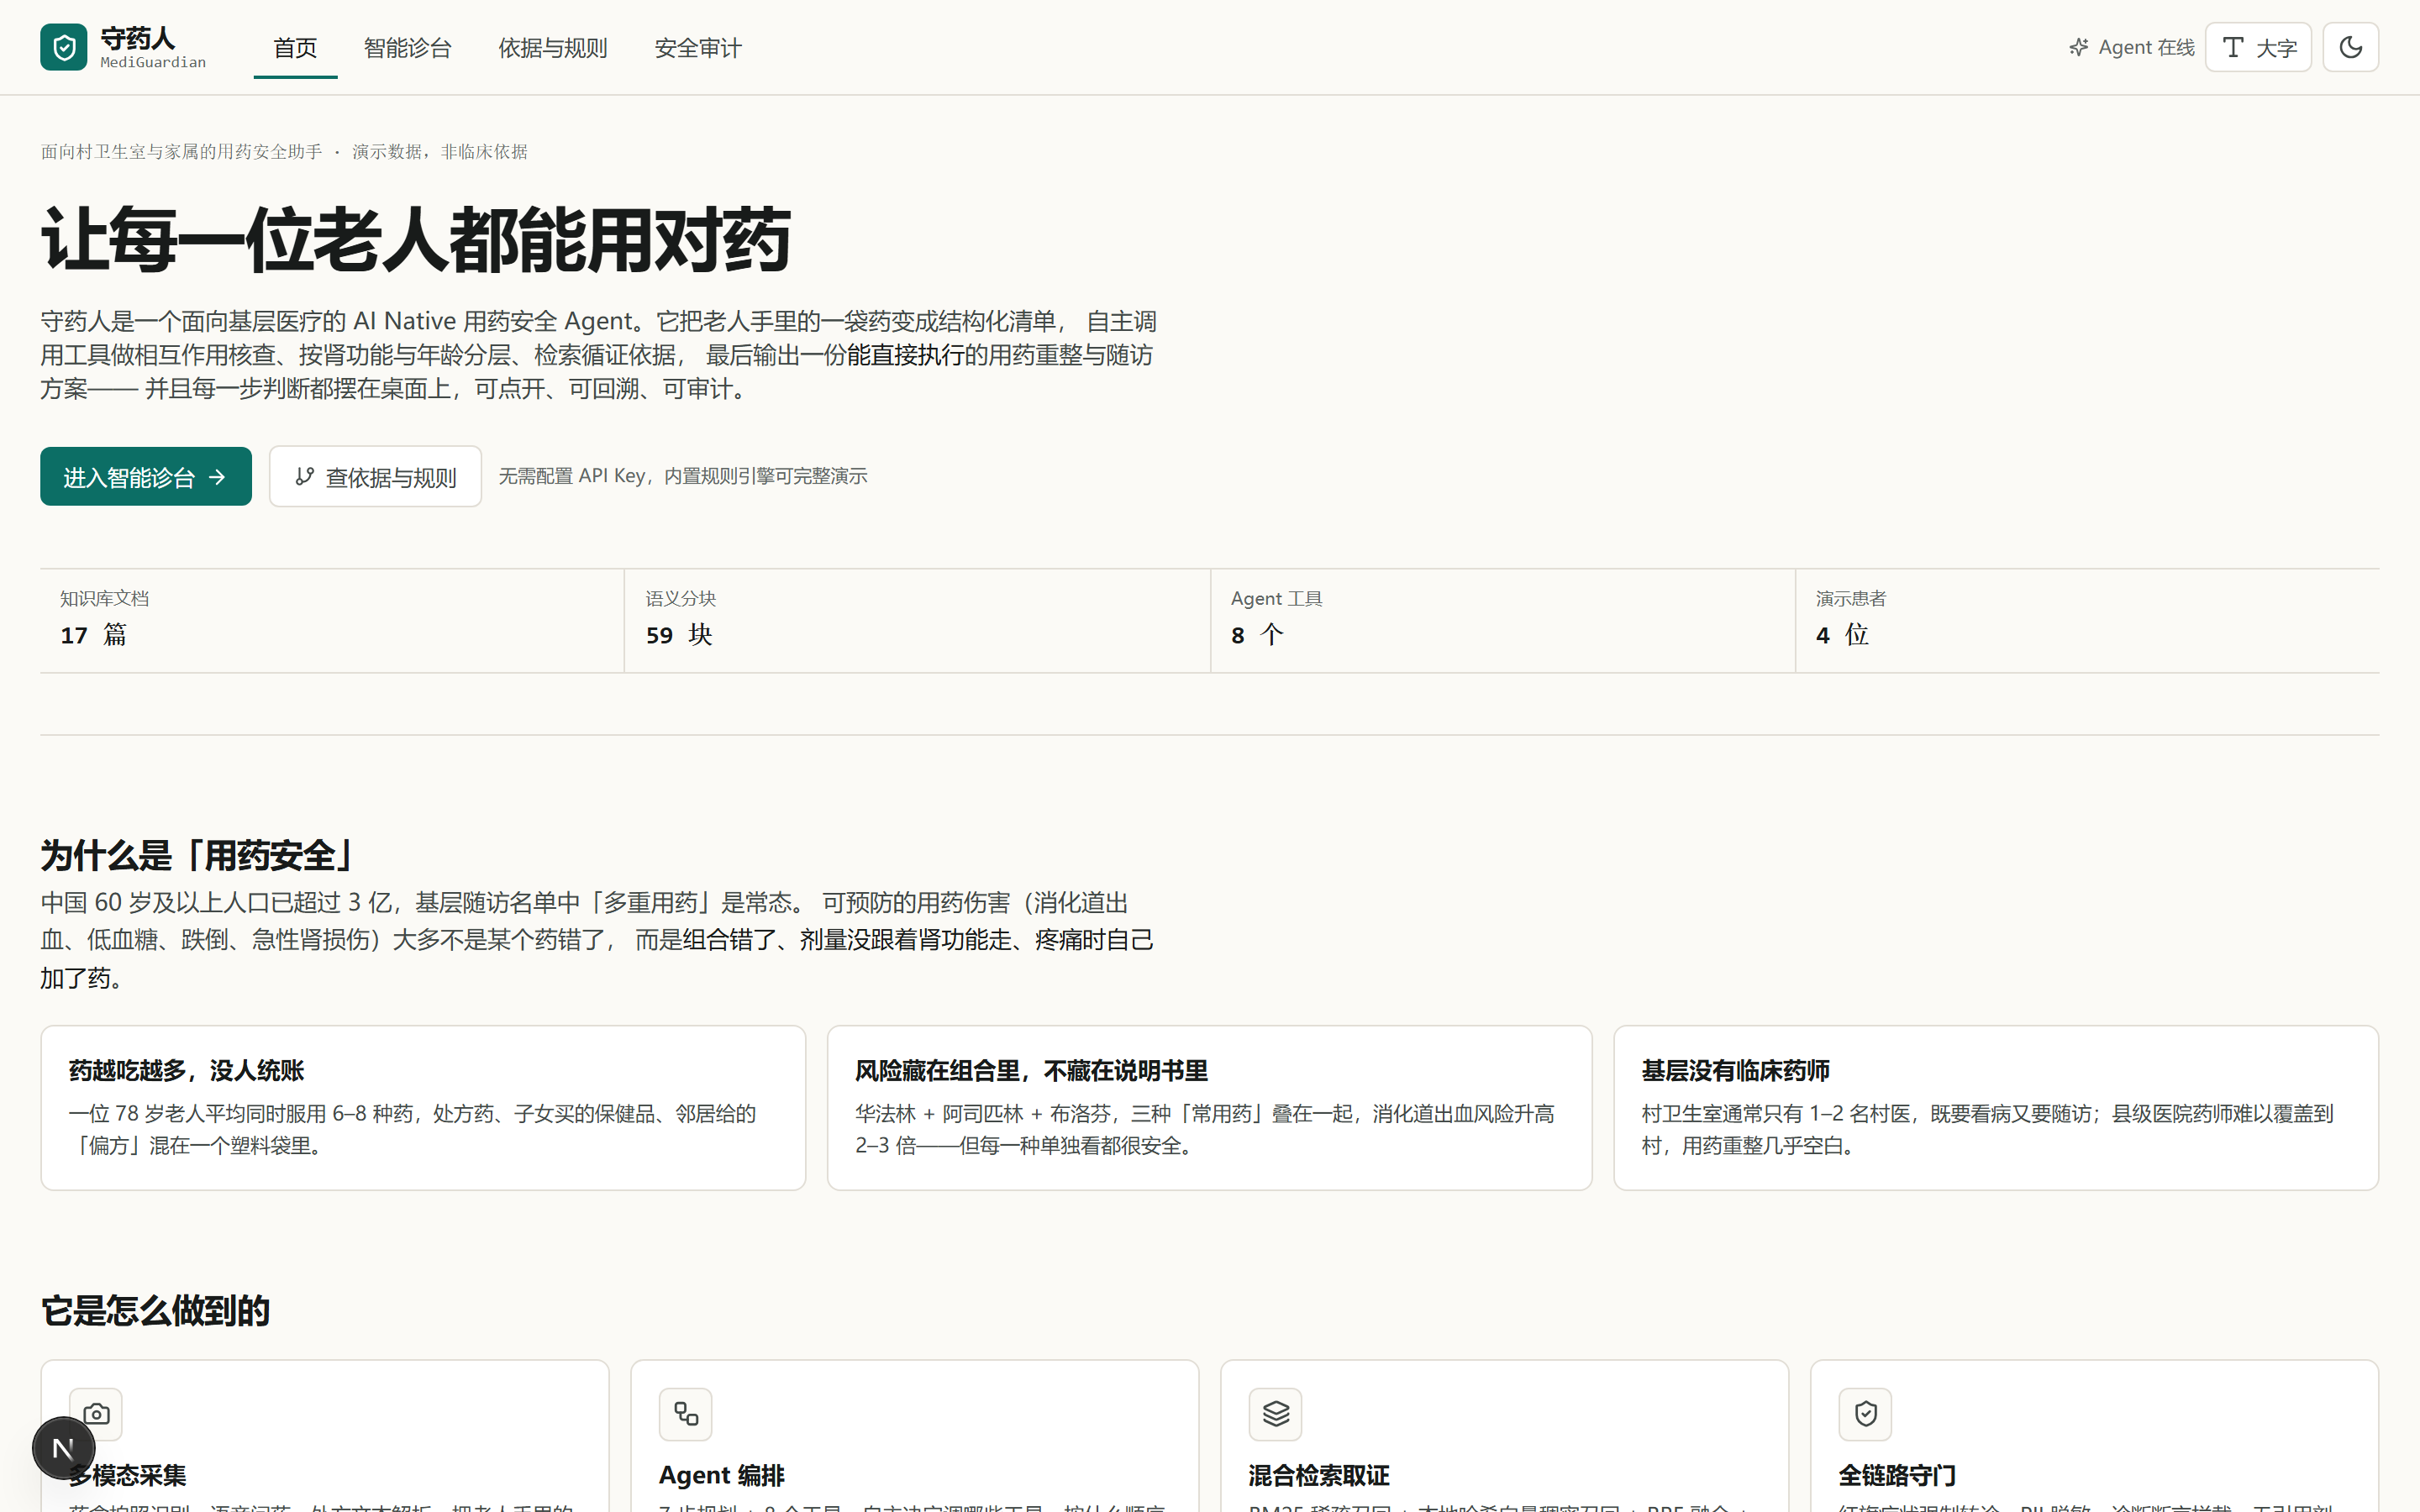 守药人
MediGuardian
首页
智能诊台
依据与规则
安全审计
Agent 在线
大字
面向村卫生室与家属的用药安全助手 · 演示数据，非临床依据
让每一位老人都能用对药
守药人是一个面向基层医疗的 AI Native 用药安全 Agent。它把老人手里的一袋药变成结构化清单， 自主调
用工具做相互作用核查、按肾功能与年龄分层、检索循证依据， 最后输出一份能直接执行的用药重整与随访
方案—— 并且每一步判断都摆在桌面上，可点开、可回溯、可审计。
进入智能诊台
查依据与规则
无需配置 API Key，内置规则引擎可完整演示
知识库文档
17 篇
语义分块
59 块
Agent 工具
8 个
演示患者
4 位
为什么是「用药安全」
中国 60 岁及以上人口已超过 3 亿，基层随访名单中「多重用药」是常态。 可预防的用药伤害（消化道出
血、低血糖、跌倒、急性肾损伤）大多不是某个药错了， 而是组合错了、剂量没跟着肾功能走、疼痛时自己
加了药。
药越吃越多，没人统账
一位 78 岁老人平均同时服用 6–8 种药，处方药、子女买的保健品、邻居给的
「偏方」混在一个塑料袋里。
风险藏在组合里，不藏在说明书里
华法林 + 阿司匹林 + 布洛芬，三种「常用药」叠在一起，消化道出血风险升高
2–3 倍——但每一种单独看都很安全。
基层没有临床药师
村卫生室通常只有 1–2 名村医，既要看病又要随访；县级医院药师难以覆盖到
村，用药重整几乎空白。
它是怎么做到的
N
多模态采集
Agent 编排
混合检索取证
全链路守门